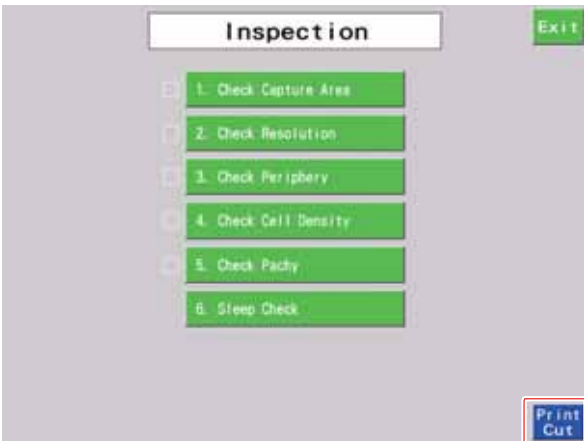 Inspection
Exit
1. Check Capture Area
2. Check Resolution
3. Check Periphery
4. Check Cell Density
5. Check Pachy
6. Sleep Check
Print
Cut